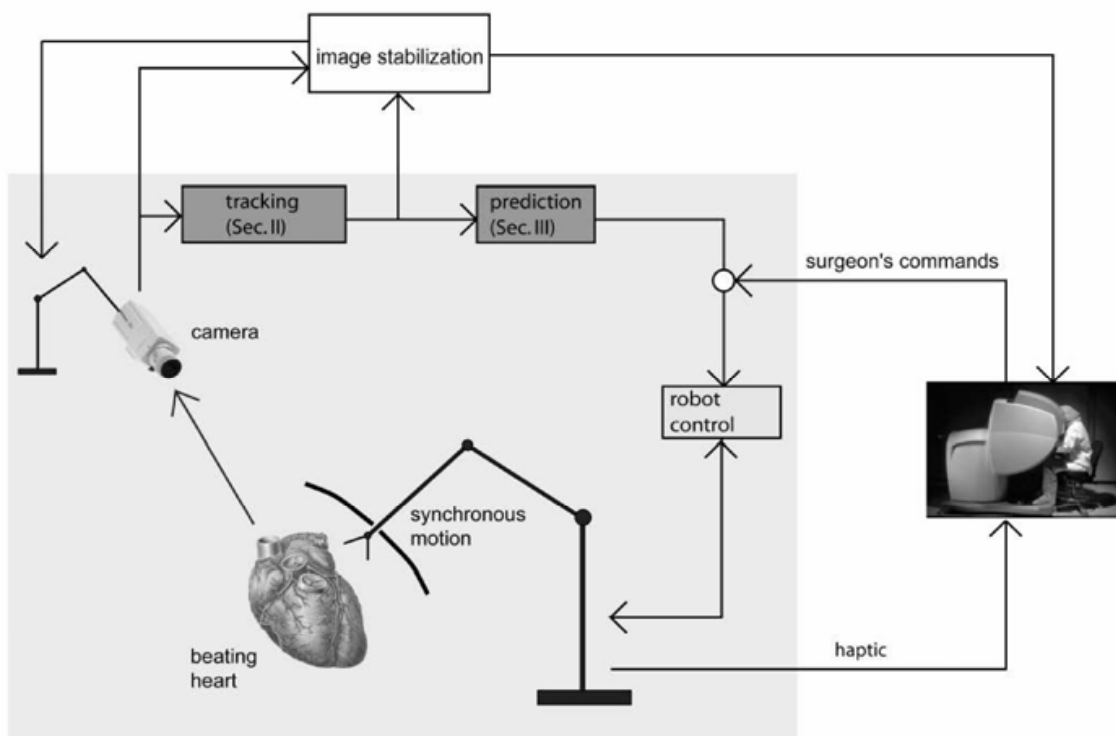 image stabilization
tracking
(Sec. II)
prediction
(Sec. III)
surgeon's commands
camera
robot
control
synchronous
motion
beating
heart
haptic